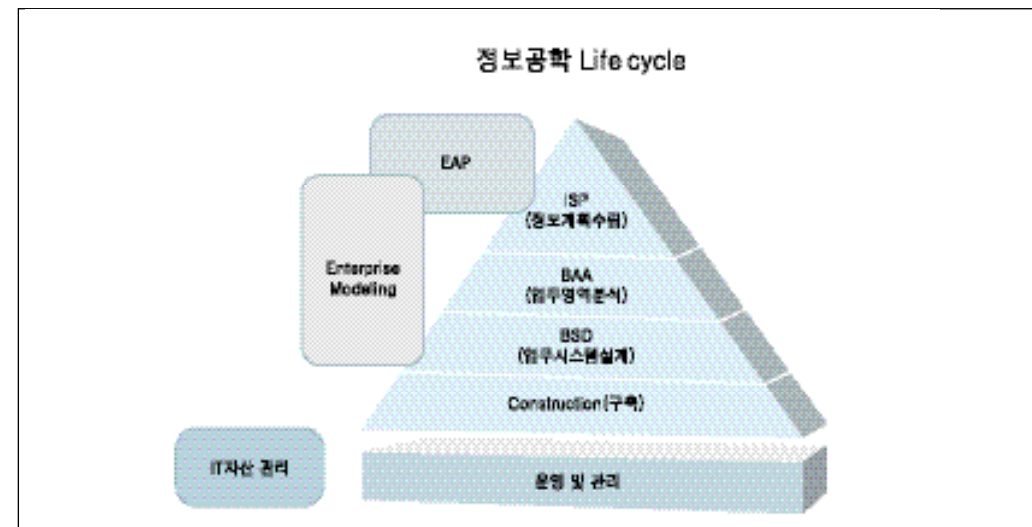 정보공학 Life cycle
EAP
ISP
(정보계획수립)
Enterprise
Modeling
BAA
(업무영역분석)
BSD
(업무시스템설계)
Construction(구축)
IT자산 관리
운영 및 관리